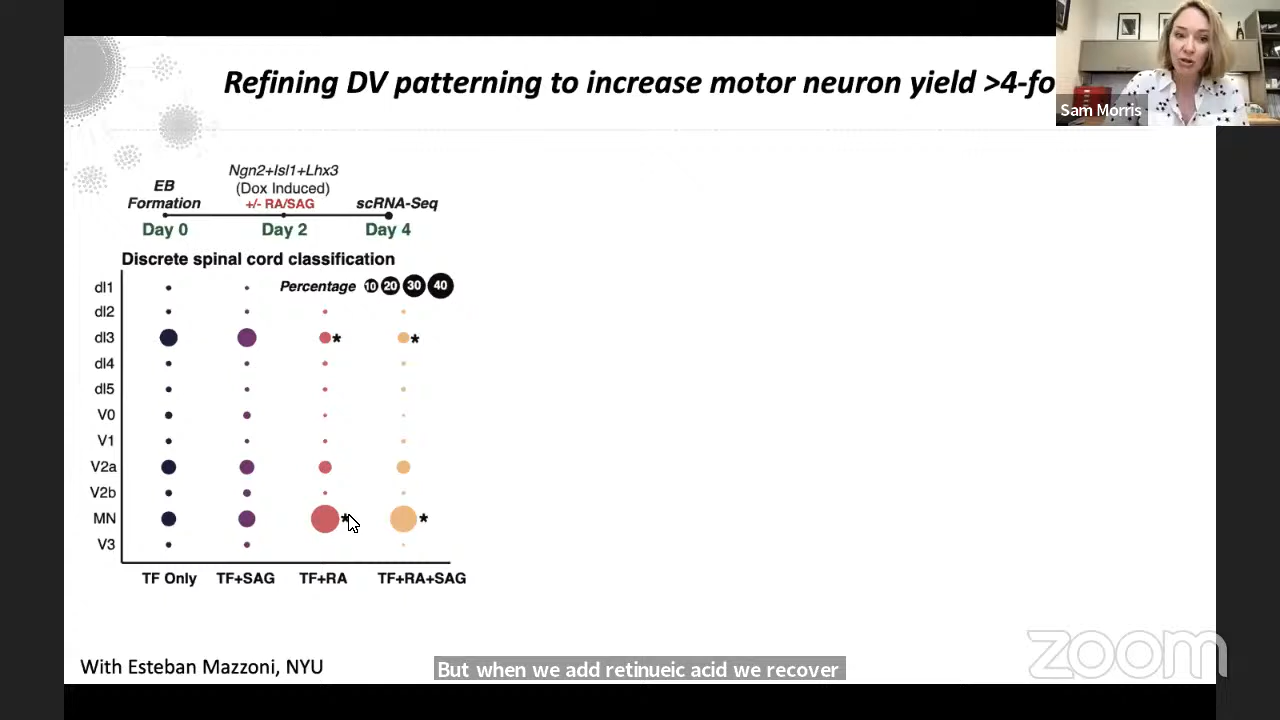 Refining DV patterning to increase motor neuron yield >4-fo
Sam Morris
Ngn2+Isl1+Lhx3
(Dox Induced)
EB
Formation
+/- RA/SAG
scRNA-Seq
Day 0
Day 2
Day 4
Discrete spinal cord classification
Percentage 10 20 30 40
dI1
dI2
dI3
*
*
dI4
dI5
V0
V1
V2a
V2b
MN
*
*
V3
TF Only
TF+SAG
TF+RA
TF+RA+SAG
With Esteban Mazzoni, NYU
But when we add retinueic acid we recover
zoom